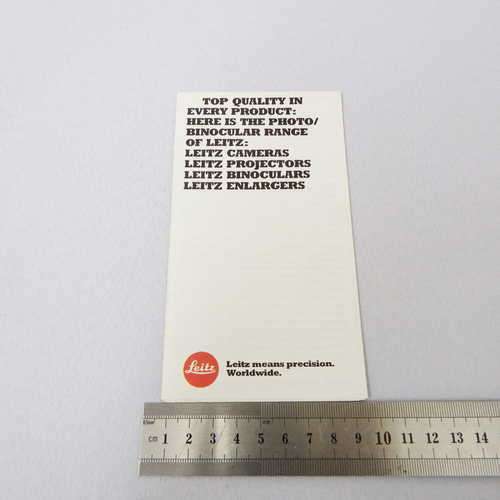 TOP QUALITY IN
EVERY PRODUCT:
HERE IS THE PHOTO/
BINOCULAR RANGE
OF LEITZ:
LEITZ CAMERAS
LEITZ PROJECTORS
LEITZ BINOCULARS
LEITZ ENLARGERS
Leitz
Leitz means precision.
Worldwide.
cm 1 2 3 4 5 6 7 8 9 10 11 12 13 14